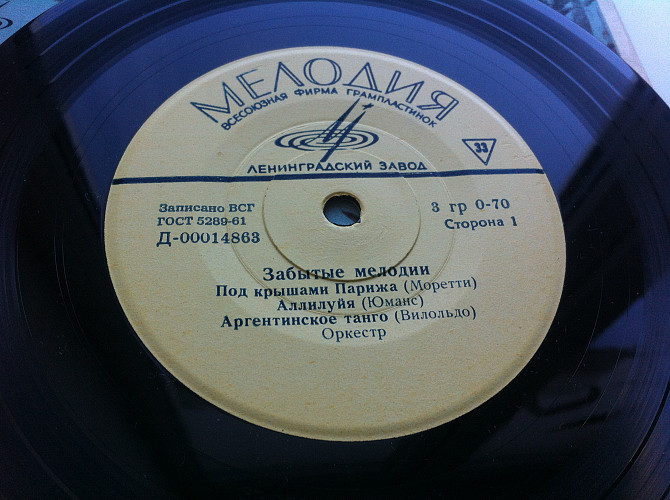 МЕЛОДИЯ
ВСЕСОЮЗНАЯ ФИРМА ГРАМПЛАСТИНОК
ЛЕНИНГРАДСКИЙ ЗАВОД
33
Записано ВСГ
ГОСТ 5289-61
Д-00014863
3 гр 0-70
Сторона 1
Забытые мелодии
Под крышами Парижа (Моретти)
Аллилуйя (Юманс)
Аргентинское танго (Вилольдо)
Оркестр